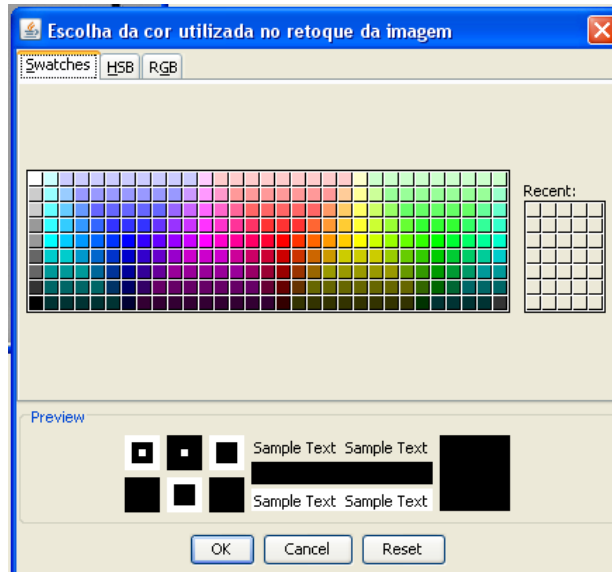 Escolha da cor utilizada no retoque da imagem
Swatches HSB RGB
Recent:
Preview
Sample Text Sample Text
Sample Text Sample Text
OK Cancel Reset